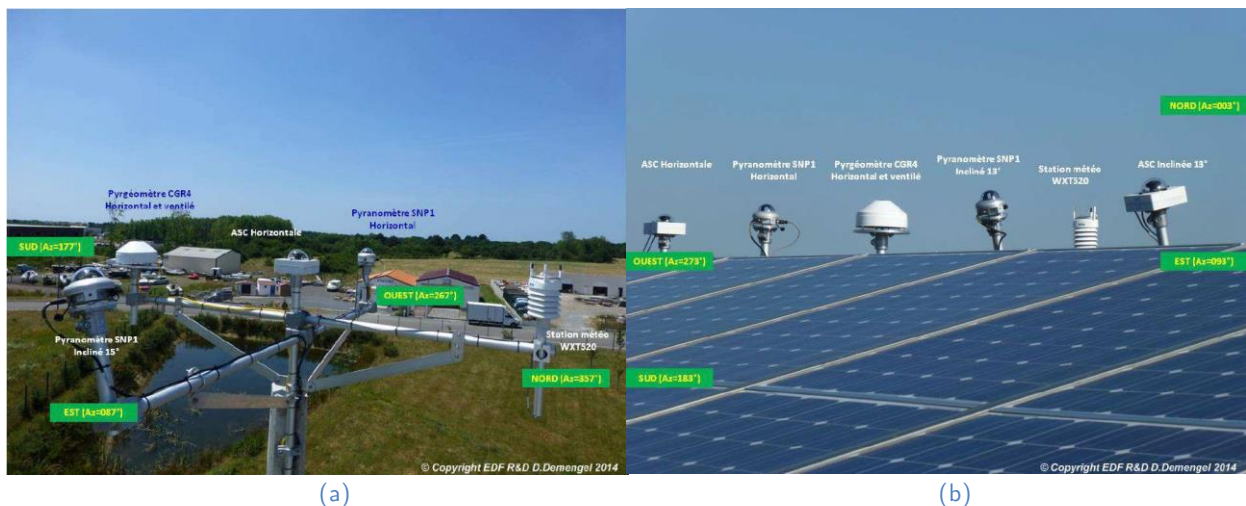 Pyrgéomètre CGR4
Horizontal et ventilé
Pyranomètre SNP1
Horizontal
ASC Horizontale
SUD (Az=177°)
OUEST (Az=267°)
Pyranomètre SNP1
Incliné 15°
Station météo
WXT520
NORD (Az=357°)
EST (Az=087°)
© Copyright EDF R&D D.Demengel 2014
(a)
NORD (Az=003°)
ASC Horizontale
Pyranomètre SNP1
Horizontal
Pyrgéomètre CGR4
Horizontal et ventilé
Pyranomètre SNP1
Incliné 13°
Station météo
WXT520
ASC Inclinée 13°
OUEST (Az=273°)
EST (Az=093°)
SUD (Az=183°)
© Copyright EDF R&D D.Demengel 2014
(b)